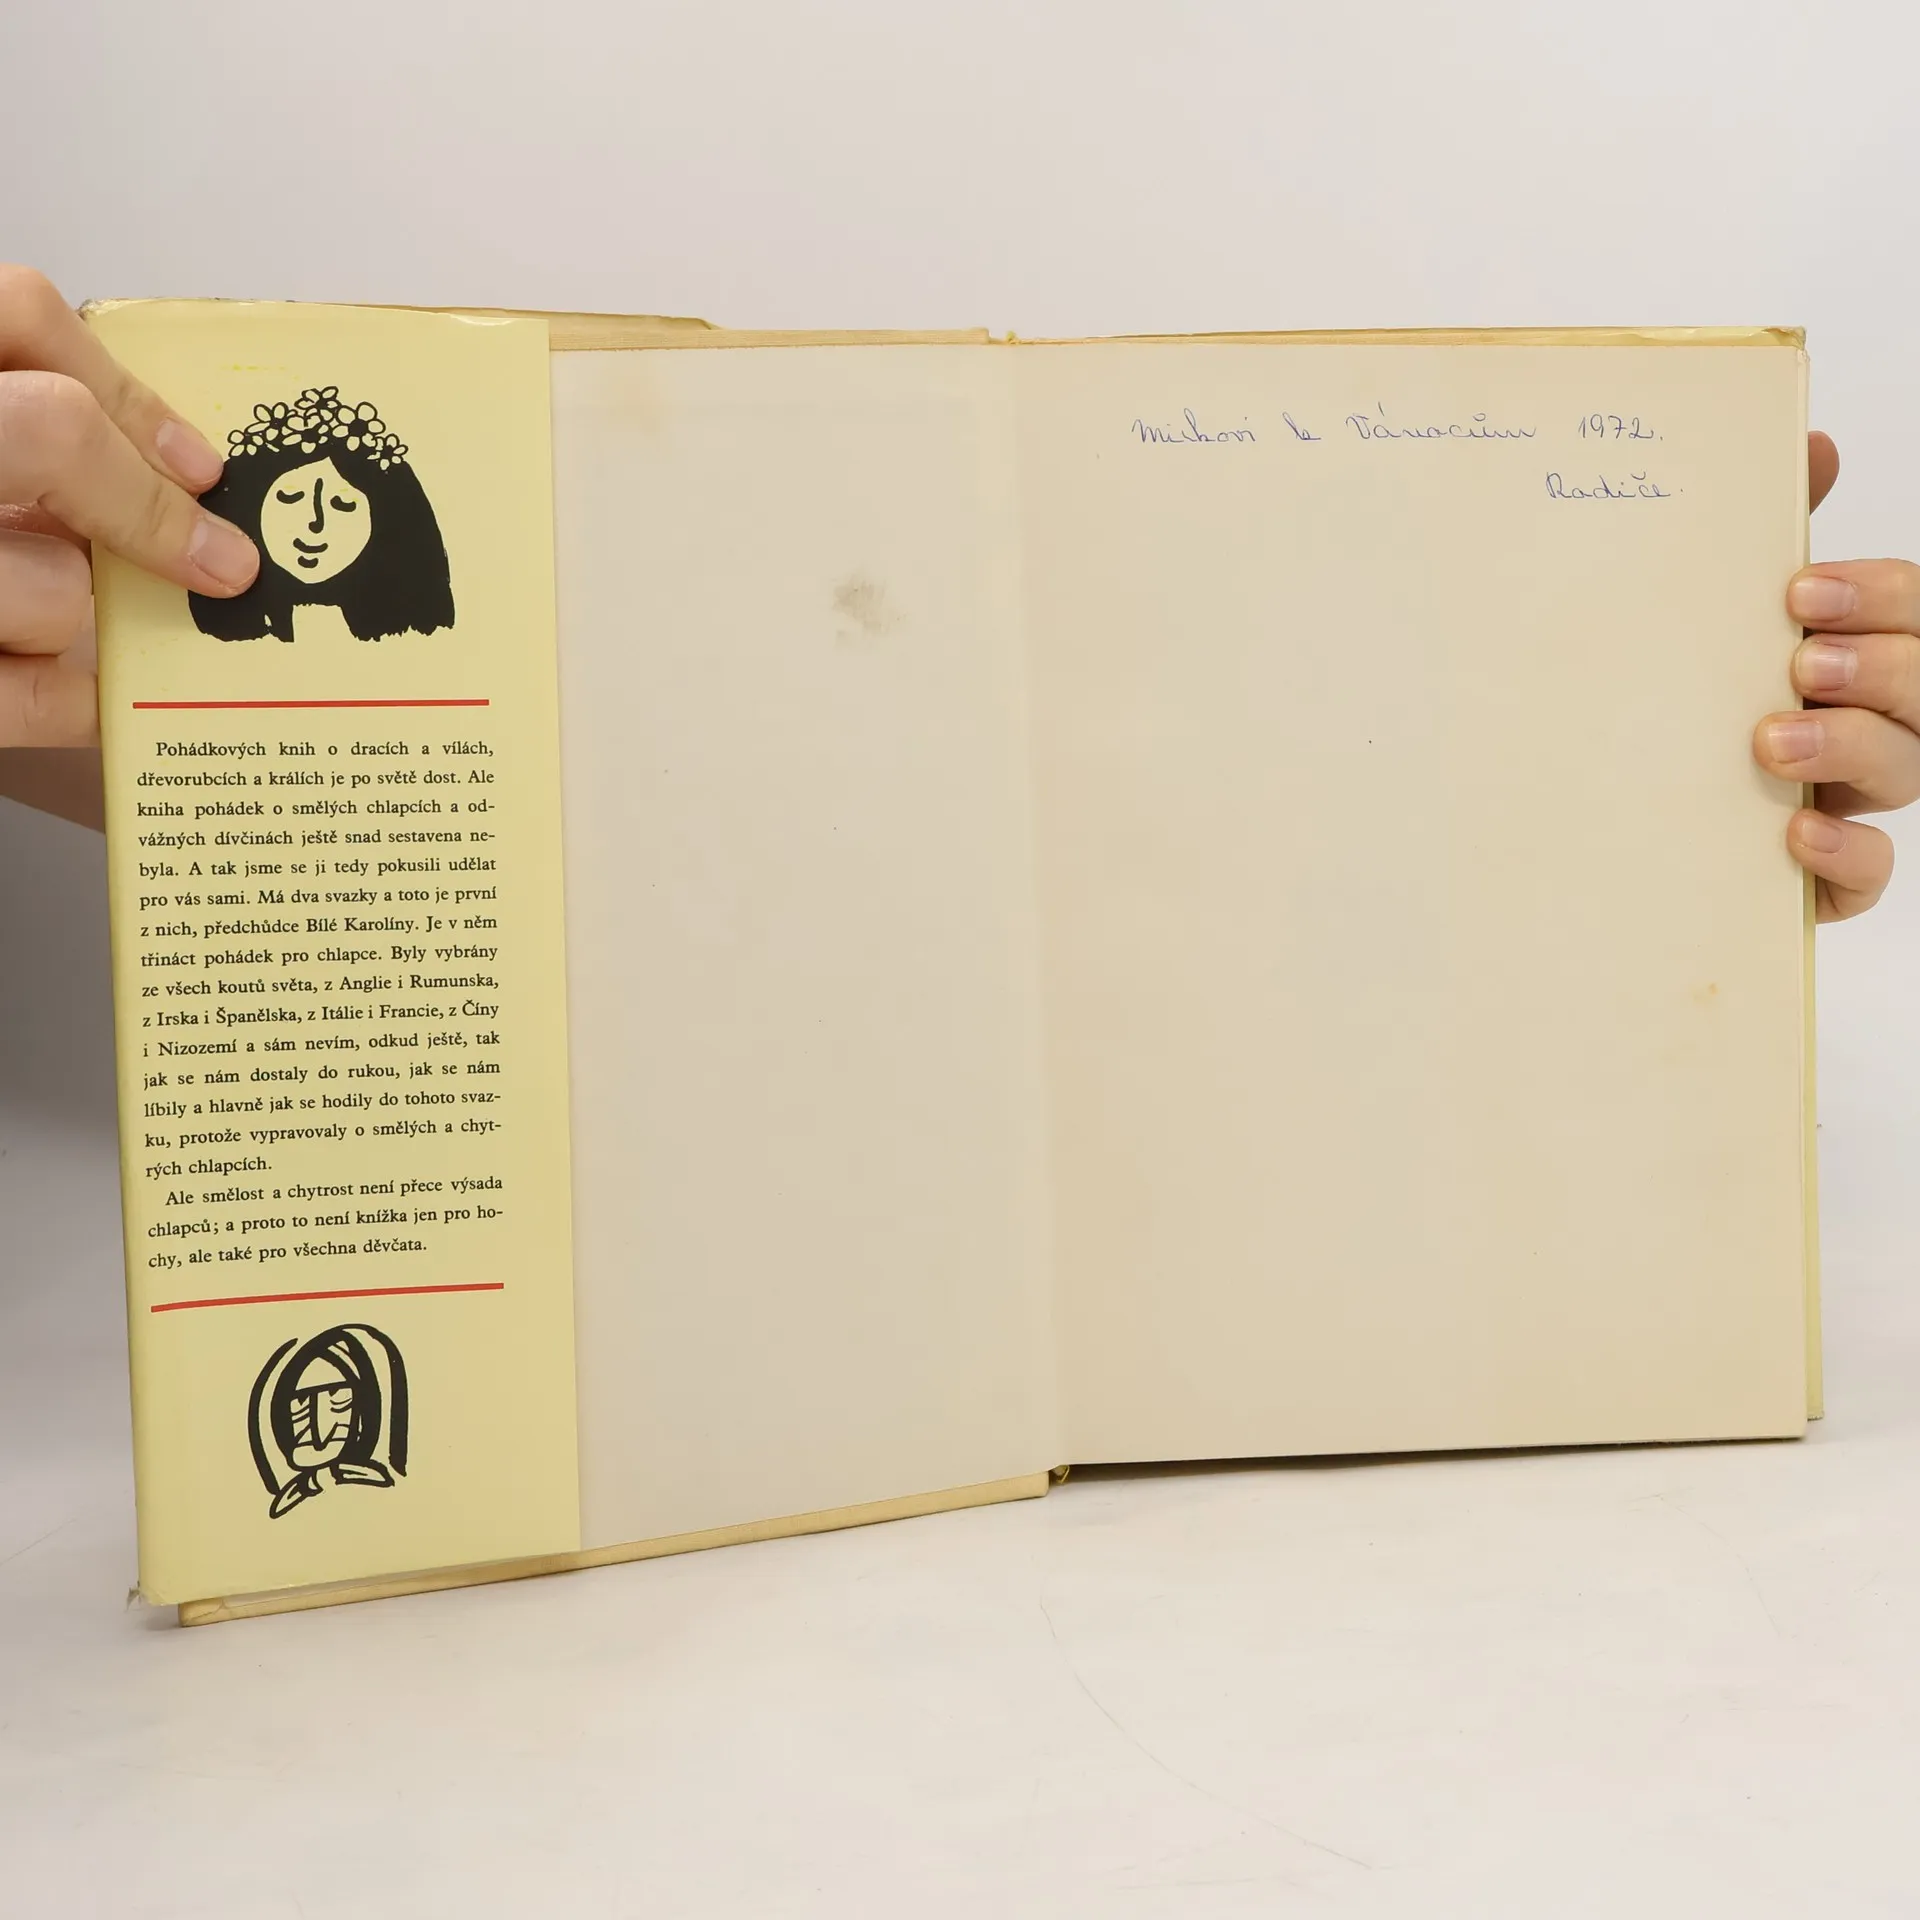 Pohádkových knih o dracích a vílách,
dřevorubcích a králích je po světě dost. Ale
kniha pohádek o smělých chlapcích a od-
vážných dívčinách ještě snad sestavena ne-
byla. A tak jsme se ji tedy pokusili udělat
pro vás sami. Má dva svazky a toto je první
z nich, předchůdce Bílé Karolíny. Je v něm
třináct pohádek pro chlapce. Byly vybrány
ze všech koutů světa, z Anglie i Rumunska,
z Irska i Španělska, z Itálie i Francie, z Číny
i Nizozemí a sám nevím, odkud ještě, tak
jak se nám dostaly do rukou, jak se nám
líbily a hlavně jak se hodily do tohoto svaz-
ku, protože vypravovaly o smělých a chyt-
rých chlapcích.
Ale smělost a chytrost není přece výsada
chlapců; a proto to není knížka jen pro ho-
chy, ale také pro všechna děvčata.
k Vánocům 1972.